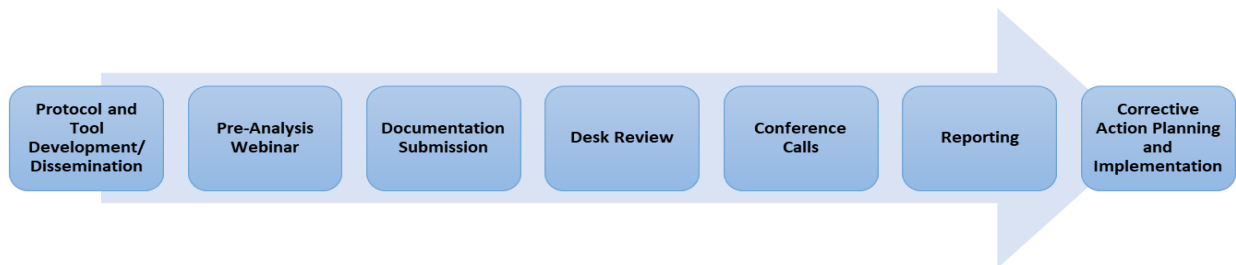 Protocol and
Tool
Development/
Dissemination
Pre-Analysis
Webinar
Documentation
Submission
Desk Review
Conference
Calls
Reporting
Corrective
Action Planning
and
Implementation